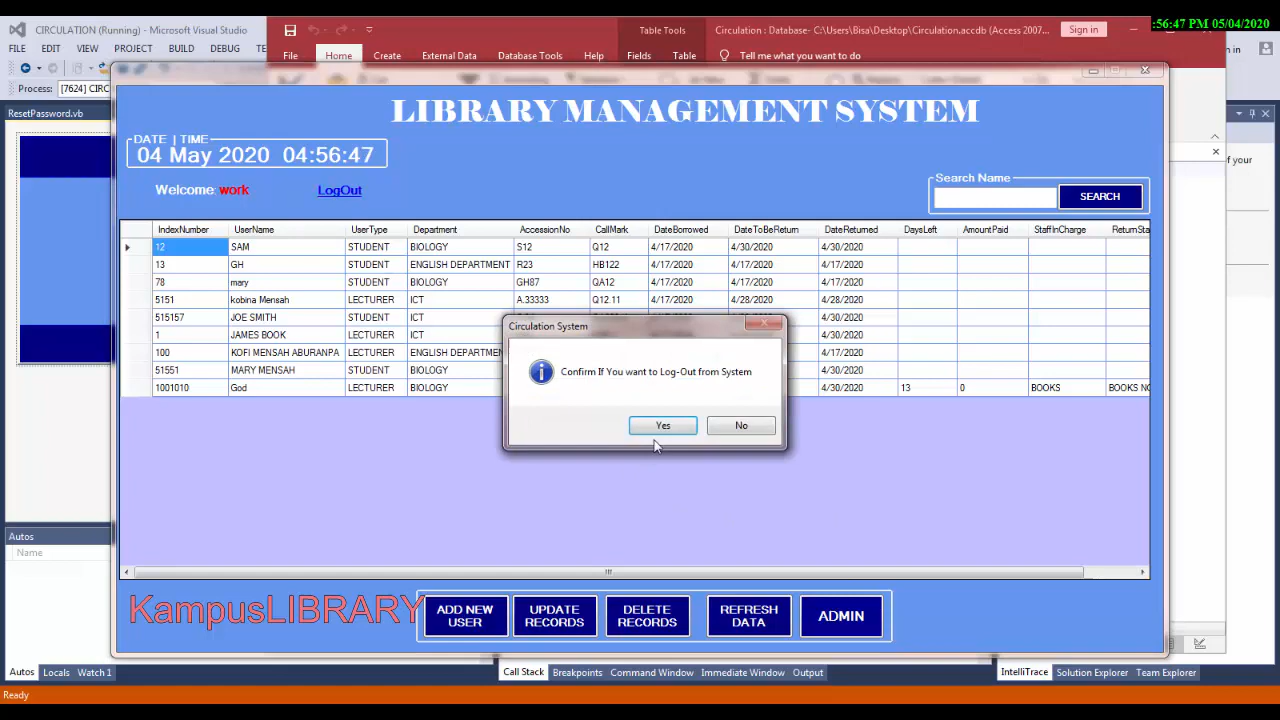 :56:47 PM 05/04/2020
CIRCULATION (Running) - Microsoft Visual Studio
Table Tools
Circulation : Database- C:\Users\Bisa\Desktop\Circulation.accdb (Access 2007...
Sign in
FILE EDIT VIEW PROJECT BUILD DEBUG TE
File Home Create External Data Database Tools Help Fields Table Tell me what you want to do
n in
Process: [7624] CIRC
ResetPassword.vb
of your
LIBRARY MANAGEMENT SYSTEM
DATE | TIME
04 May 2020 04:56:47
Welcome: work LogOut
Search Name
SEARCH
IndexNumber UserName UserType Department AccessionNo CallMark DateBorrowed DateToBeReturn DateReturned DaysLeft AmountPaid StaffInCharge ReturnSta
12 SAM STUDENT BIOLOGY S12 Q12 4/17/2020 4/30/2020 4/30/2020
13 GH STUDENT ENGLISH DEPARTMENT R23 HB122 4/17/2020 4/17/2020 4/17/2020
78 mary STUDENT BIOLOGY GH87 QA12 4/17/2020 4/17/2020 4/17/2020
5151 kobina Mensah LECTURER ICT A.33333 Q12.11 4/17/2020 4/28/2020 4/28/2020
515157 JOE SMITH STUDENT ICT 4/30/2020
1 JAMES BOOK LECTURER ICT 4/30/2020
100 KOFI MENSAH ABURANPA LECTURER ENGLISH DEPARTMEN 4/17/2020
51551 MARY MENSAH STUDENT BIOLOGY 4/30/2020
1001010 God LECTURER BIOLOGY 4/30/2020 13 0 BOOKS BOOKS NO
Circulation System
Confirm If You want to Log-Out from System
Yes No
Autos
Name
KampusLIBRARY
ADD NEW USER
UPDATE RECORDS
DELETE RECORDS
REFRESH DATA
ADMIN
Autos Locals Watch 1 Call Stack Breakpoints Command Window Immediate Window Output IntelliTrace Solution Explorer Team Explorer
Ready